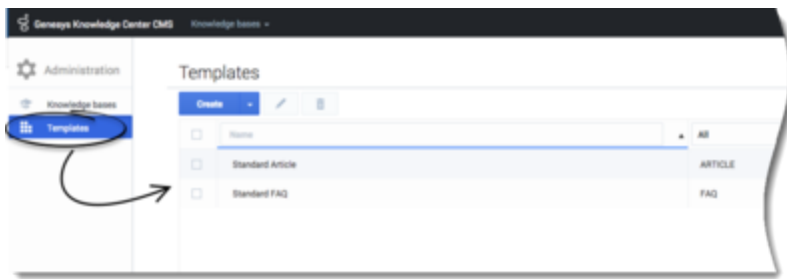 Genesys Knowledge Center CMS Knowledge bases
Administration
Templates
Knowledge bases
Create
Templates
Name All
Standard Article ARTICLE
Standard FAQ FAQ